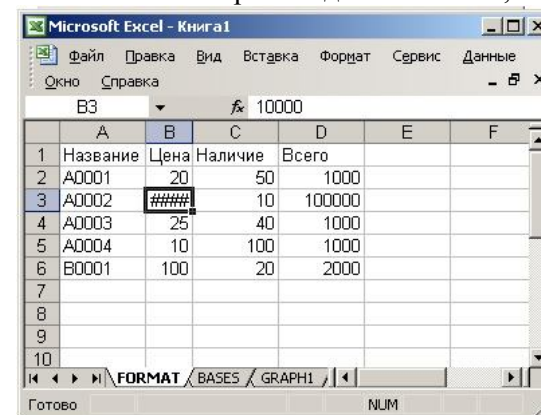 Microsoft Excel - Книга1
Файл Правка Вид Вставка Формат Сервис Данные
Окно Справка
B3 fx 10000
A B C D E F
1 Название Цена Наличие Всего
2 A0001 20 50 1000
3 A0002 #### 10 100000
4 A0003 25 40 1000
5 A0004 10 100 1000
6 B0001 100 20 2000
7
8
9
10
FORMAT BASES GRAPH1
Готово NUM